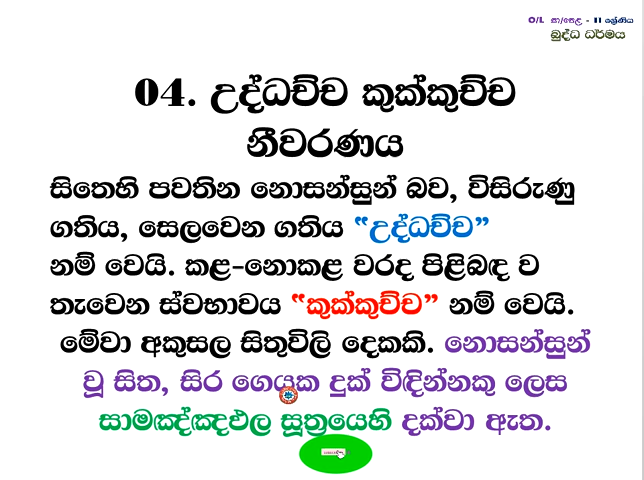 O/L සා/පෙළ - 11 ශ්‍රේණිය
බුද්ධ ධර්මය
04. උද්ධච්ච කුක්කුච්ච
නීවරණය
සිතෙහි පවතින නොසන්සුන් බව, විසිරුණු
ගතිය, සෙලවෙන ගතිය “උද්ධච්ච”
නම් වෙයි. කළ-නොකළ වරද පිළිබඳ ව
තැවෙන ස්වභාවය “කුක්කුච්ච” නම් වෙයි.
මේවා අකුසල සිතුවිලි දෙකකි. නොසන්සුන්
වූ සිත, සිර ගෙයක දුක් විඳින්නකු ලෙස
සාමඤ්ඤඵල සූත්‍රයෙහි දක්වා ඇත.